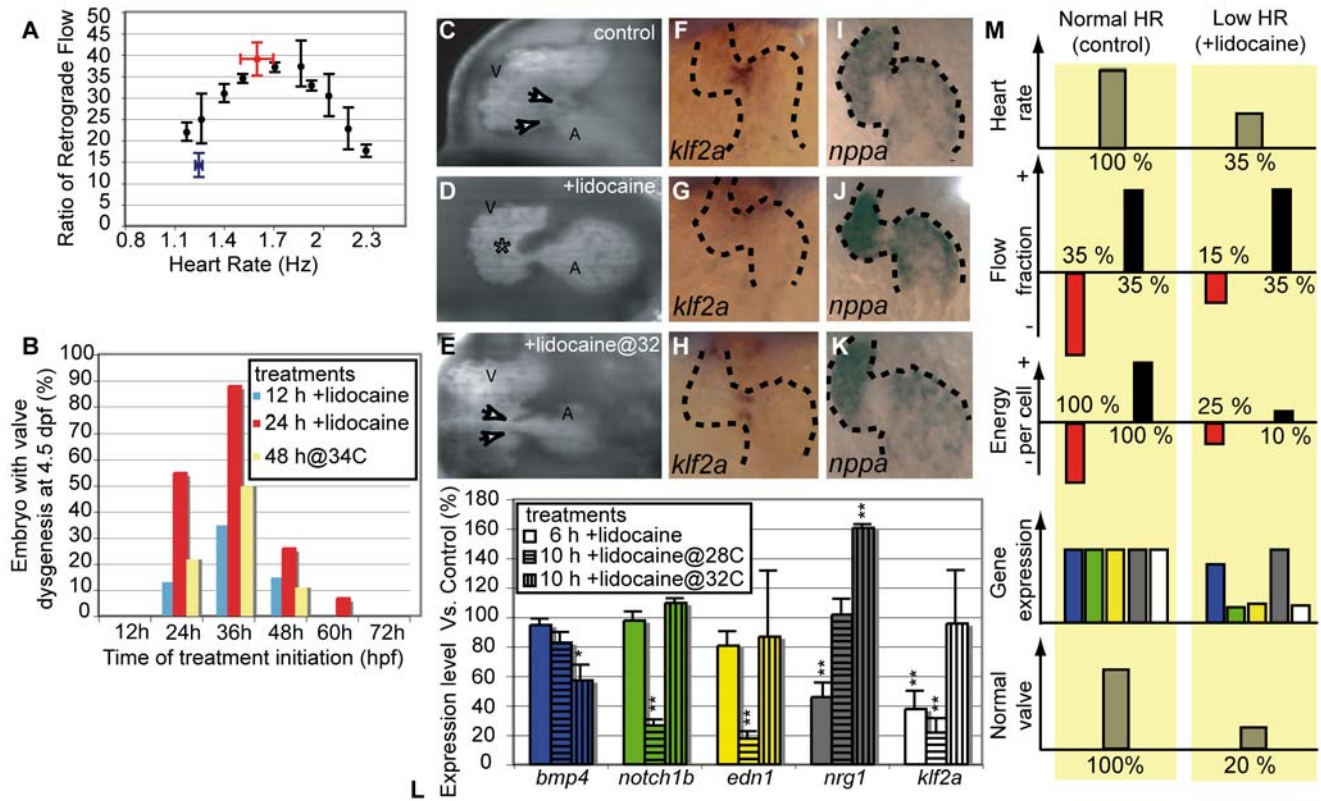 A
Ratio of Retrograde Flow
45
40
35
30
25
20
15
10
5
0
0.8 1.1 1.4 1.7 2 2.3
Heart Rate (Hz)
B
Embryo with valve
dysgenesis at 4.5 dpf (%)
100
90
80
70
60
50
40
30
20
10
0
treatments
12 h +lidocaine
24 h +lidocaine
48 h@34C
12h 24h 36h 48h 60h 72h
Time of treatment initiation (hpf)
C
control
V
A
D
+lidocaine
V
*
A
E
+lidocaine@32
V
A
F
klf2a
G
klf2a
H
klf2a
I
nppa
J
nppa
K
nppa
L
Expression level Vs. Control (%)
180
160
140
120
100
80
60
40
20
0
treatments
6 h +lidocaine
10 h +lidocaine@28C
10 h +lidocaine@32C
*
**
**
**
**
**
**
bmp4 notch1b edn1 nrg1 klf2a
M
Normal HR
(control)
Low HR
(+lidocaine)
Heart
rate
100 %
35 %
Flow
fraction
+
-
35 %
35 %
15 %
35 %
Energy
per cell
+
-
100 %
100 %
25 %
10 %
Gene
expression
Normal
valve
100%
20 %